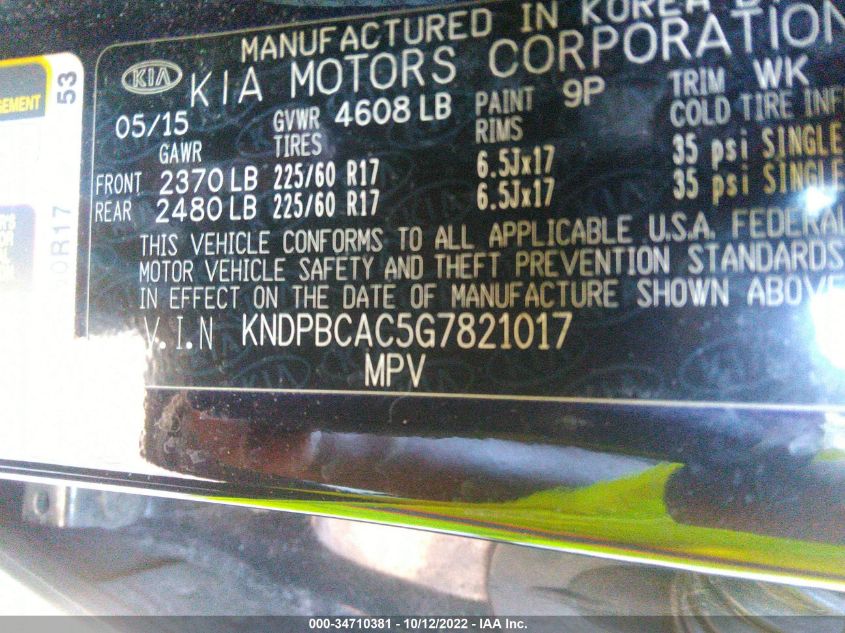 MANUFACTURED IN KOREA
KIA KIA MOTORS CORPORATION
05/15 GVWR 4608 LB PAINT 9P TRIM WK
GAWR TIRES RIMS COLD TIRE INF
FRONT 2370 LB 225/60 R17 6.5Jx17 35 psi SINGLE
REAR 2480 LB 225/60 R17 6.5Jx17 35 psi SINGLE
THIS VEHICLE CONFORMS TO ALL APPLICABLE U.S.A. FEDERAL
MOTOR VEHICLE SAFETY AND THEFT PREVENTION STANDARDS
IN EFFECT ON THE DATE OF MANUFACTURE SHOWN ABOVE
V.I.N KNDPBCAC5G7821017
MPV
53
000-34710381 - 10/12/2022 - IAA Inc.